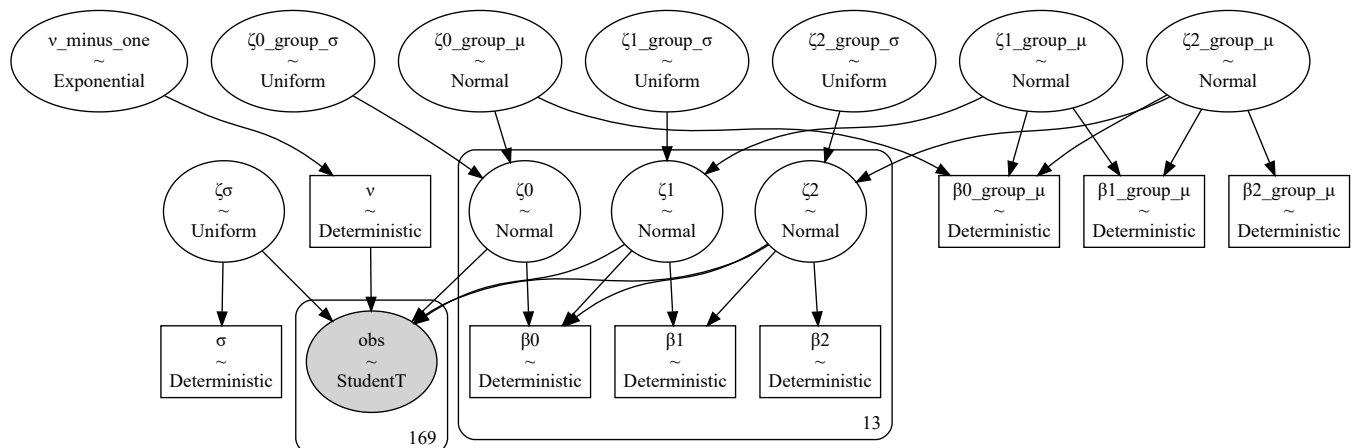 ν_minus_one
~
Exponential
ζ0_group_σ
~
Uniform
ζ0_group_μ
~
Normal
ζ1_group_σ
~
Uniform
ζ2_group_σ
~
Uniform
ζ1_group_μ
~
Normal
ζ2_group_μ
~
Normal
ζσ
~
Uniform
ν
~
Deterministic
ζ0
~
Normal
ζ1
~
Normal
ζ2
~
Normal
β0_group_μ
~
Deterministic
β1_group_μ
~
Deterministic
β2_group_μ
~
Deterministic
σ
~
Deterministic
obs
~
StudentT
β0
~
Deterministic
β1
~
Deterministic
β2
~
Deterministic
169
13